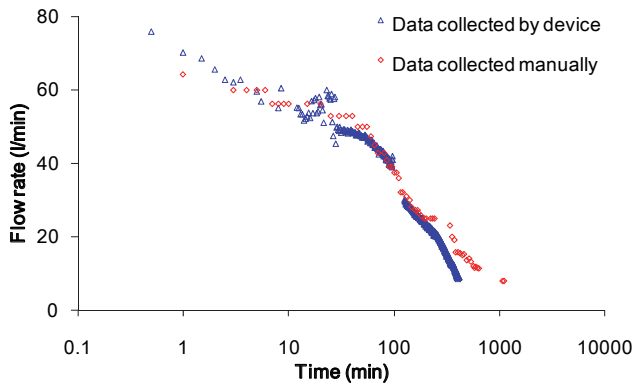 80
60
40
20
0
Flow rate (l/min)
Data collected by device
Data collected manually
0.1 1 10 100 1000 10000
Time (min)